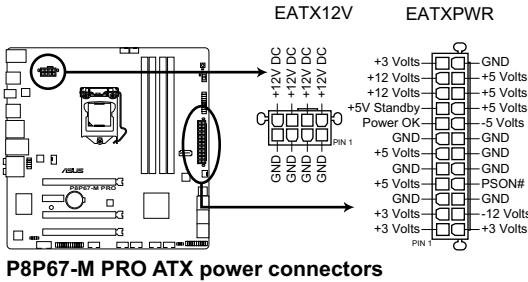 EATX12V
EATXPWR
+12V DC
+12V DC
+12V DC
+12V DC
PIN 1
GND
GND
GND
GND
+3 Volts GND
+12 Volts +5 Volts
+12 Volts +5 Volts
+5V Standby +5 Volts
Power OK -5 Volts
GND GND
+5 Volts GND
GND GND
+5 Volts PSON#
GND GND
+3 Volts -12 Volts
+3 Volts +3 Volts
PIN 1
ASUS
P8P67-M PRO
P8P67-M PRO ATX power connectors